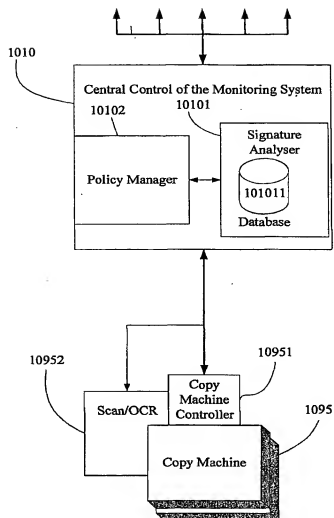 1010
Central Control of the Monitoring System
10102
10101
Signature
Analyser
Policy Manager
101011
Database
10952
10951
Copy
Machine
Controller
Scan/OCR
1095
Copy Machine